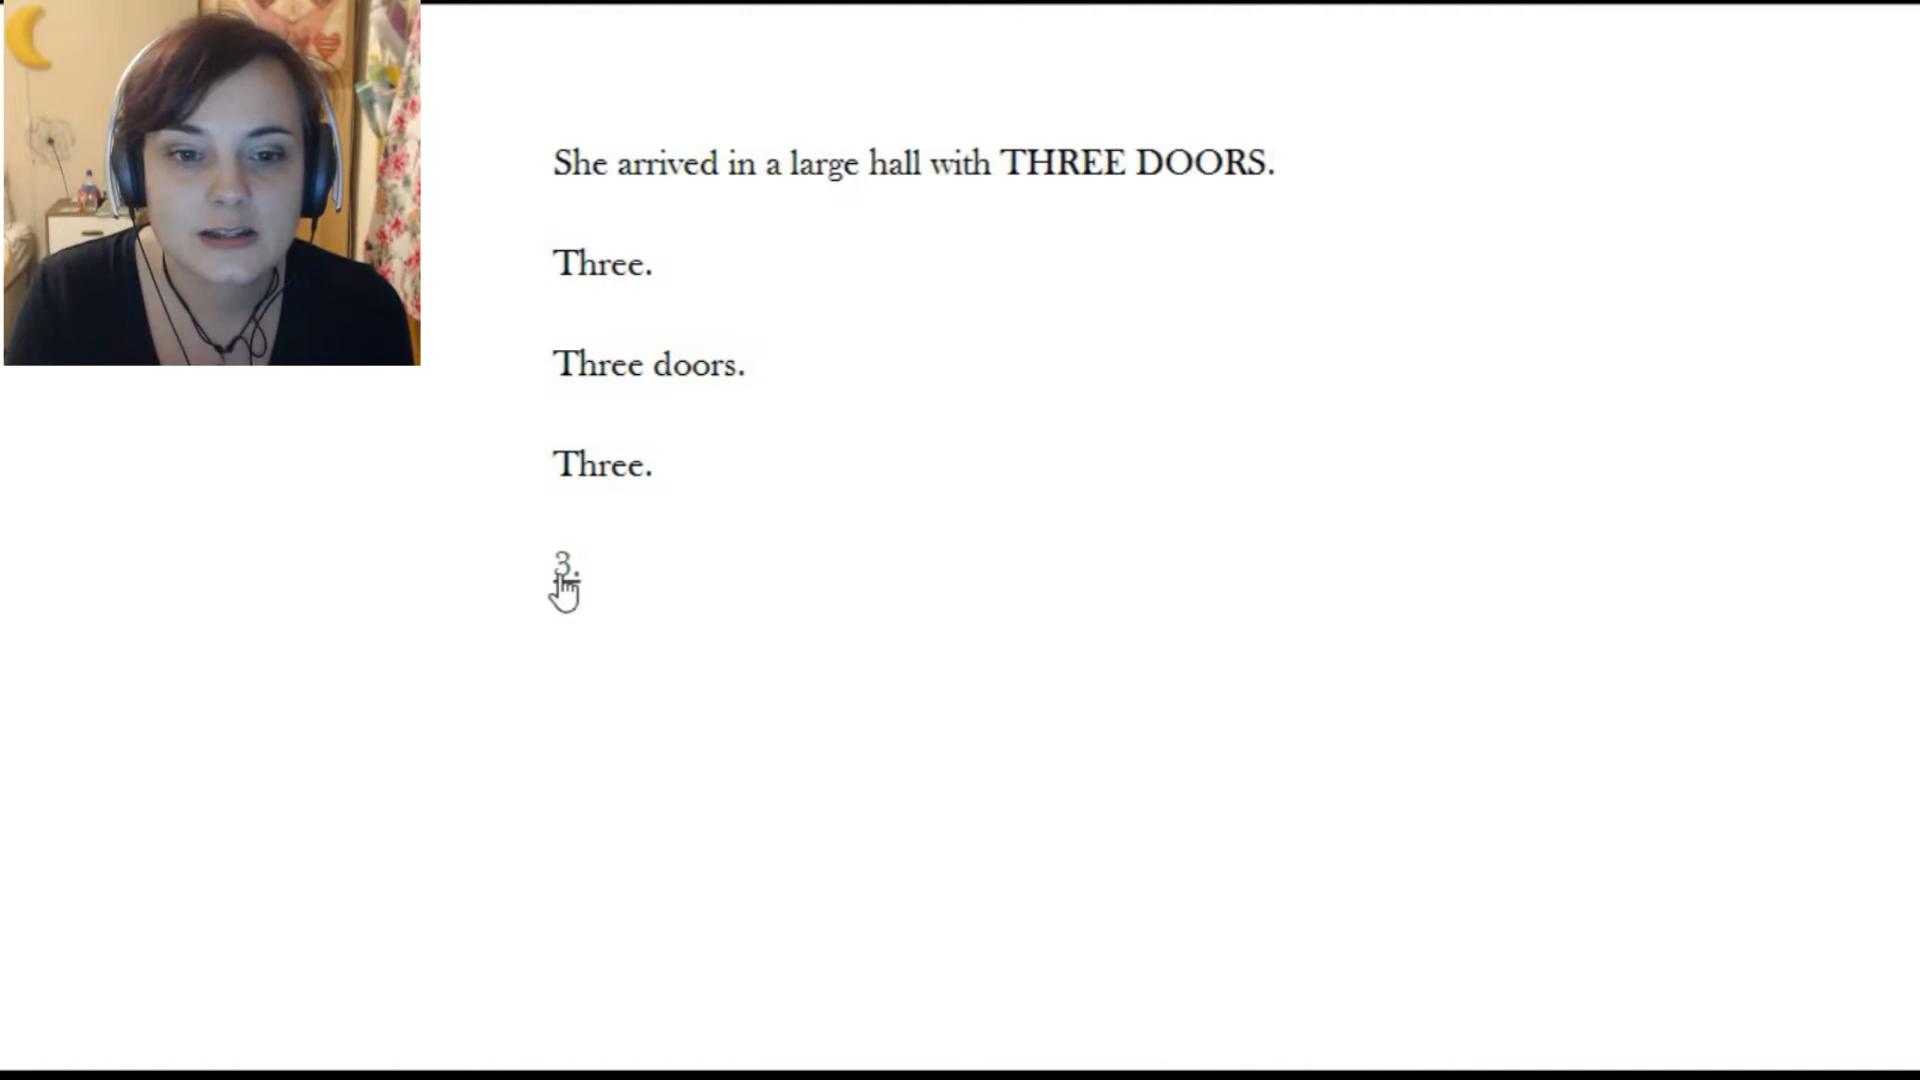 She arrived in a large hall with THREE DOORS.
Three.
Three doors.
Three.
3.